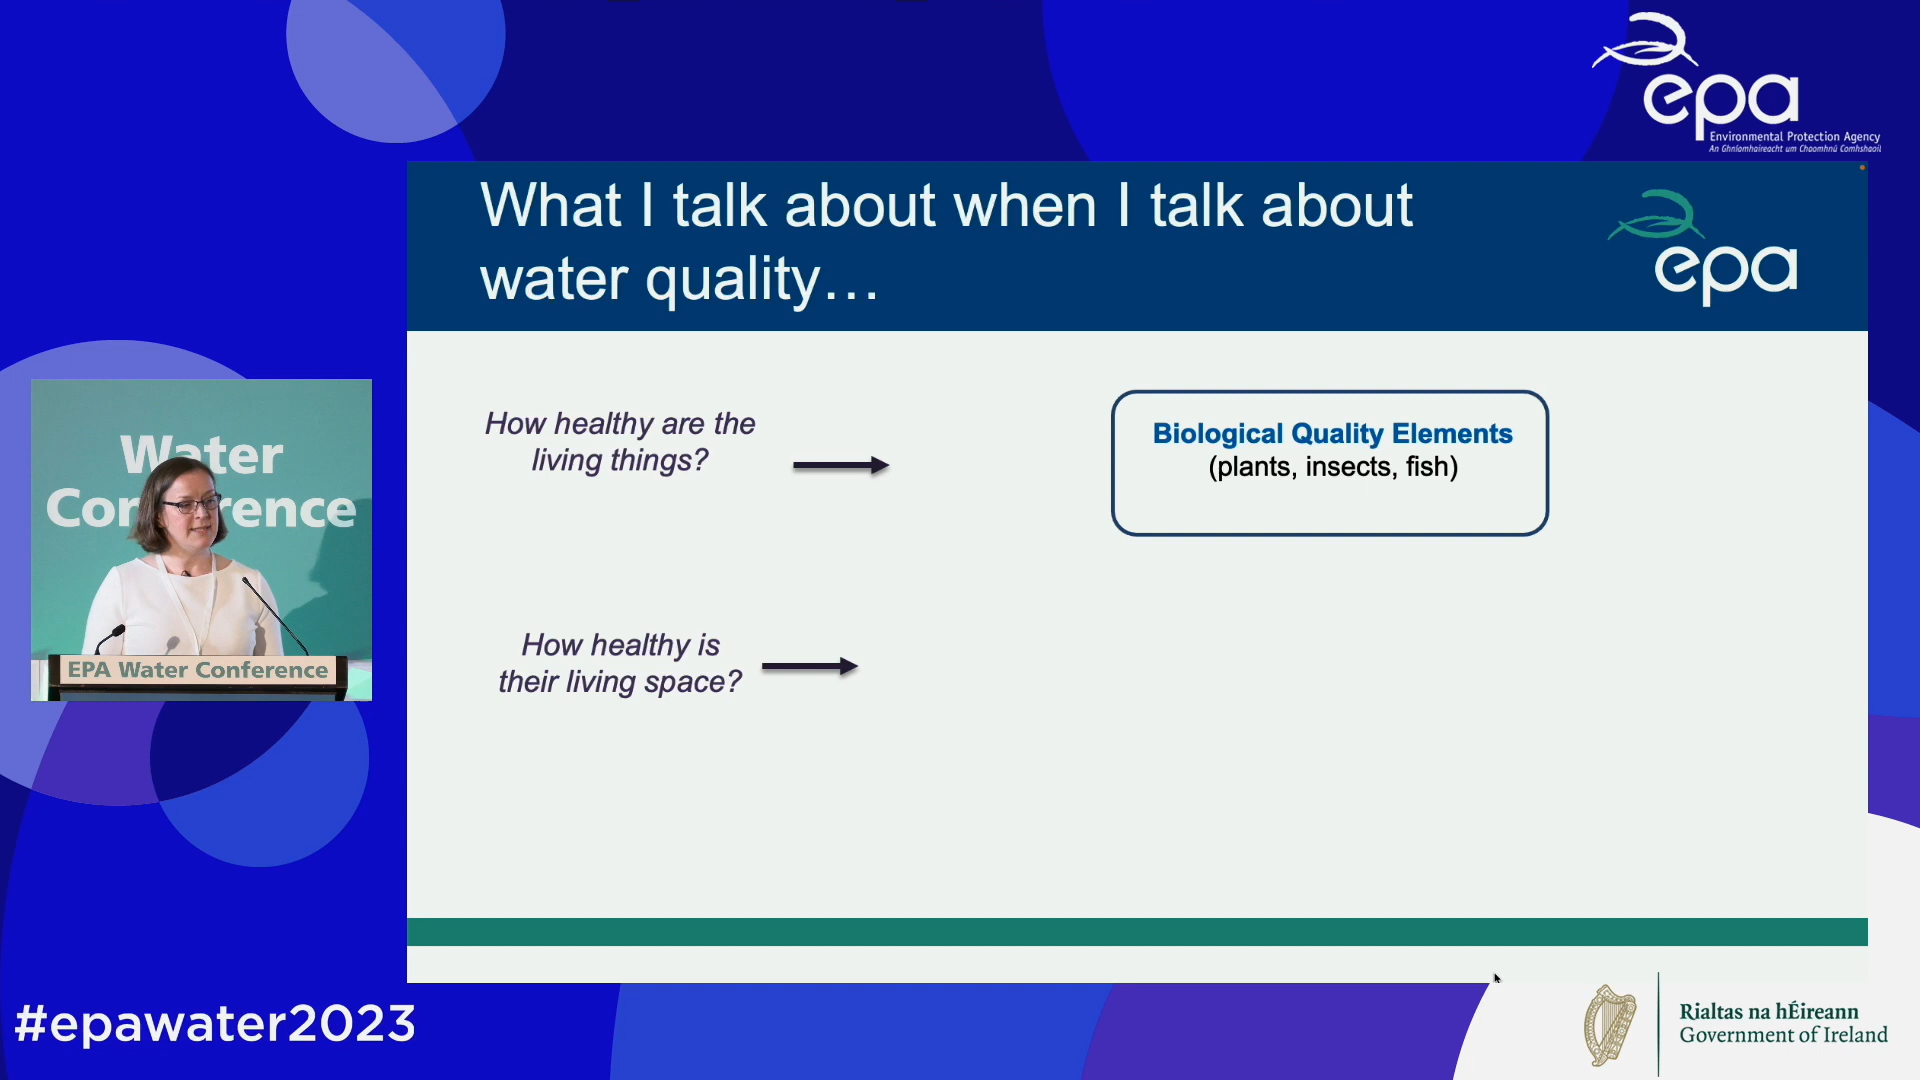 epa
Environmental Protection Agency
An Ghníomhaireacht um Chaomhnú Comhshaoil
What I talk about when I talk about
water quality…
epa
How healthy are the
living things?
Biological Quality Elements
(plants, insects, fish)
How healthy is
their living space?
Water
Conference
EPA Water Conference
#epawater2023
Rialtas na hÉireann
Government of Ireland